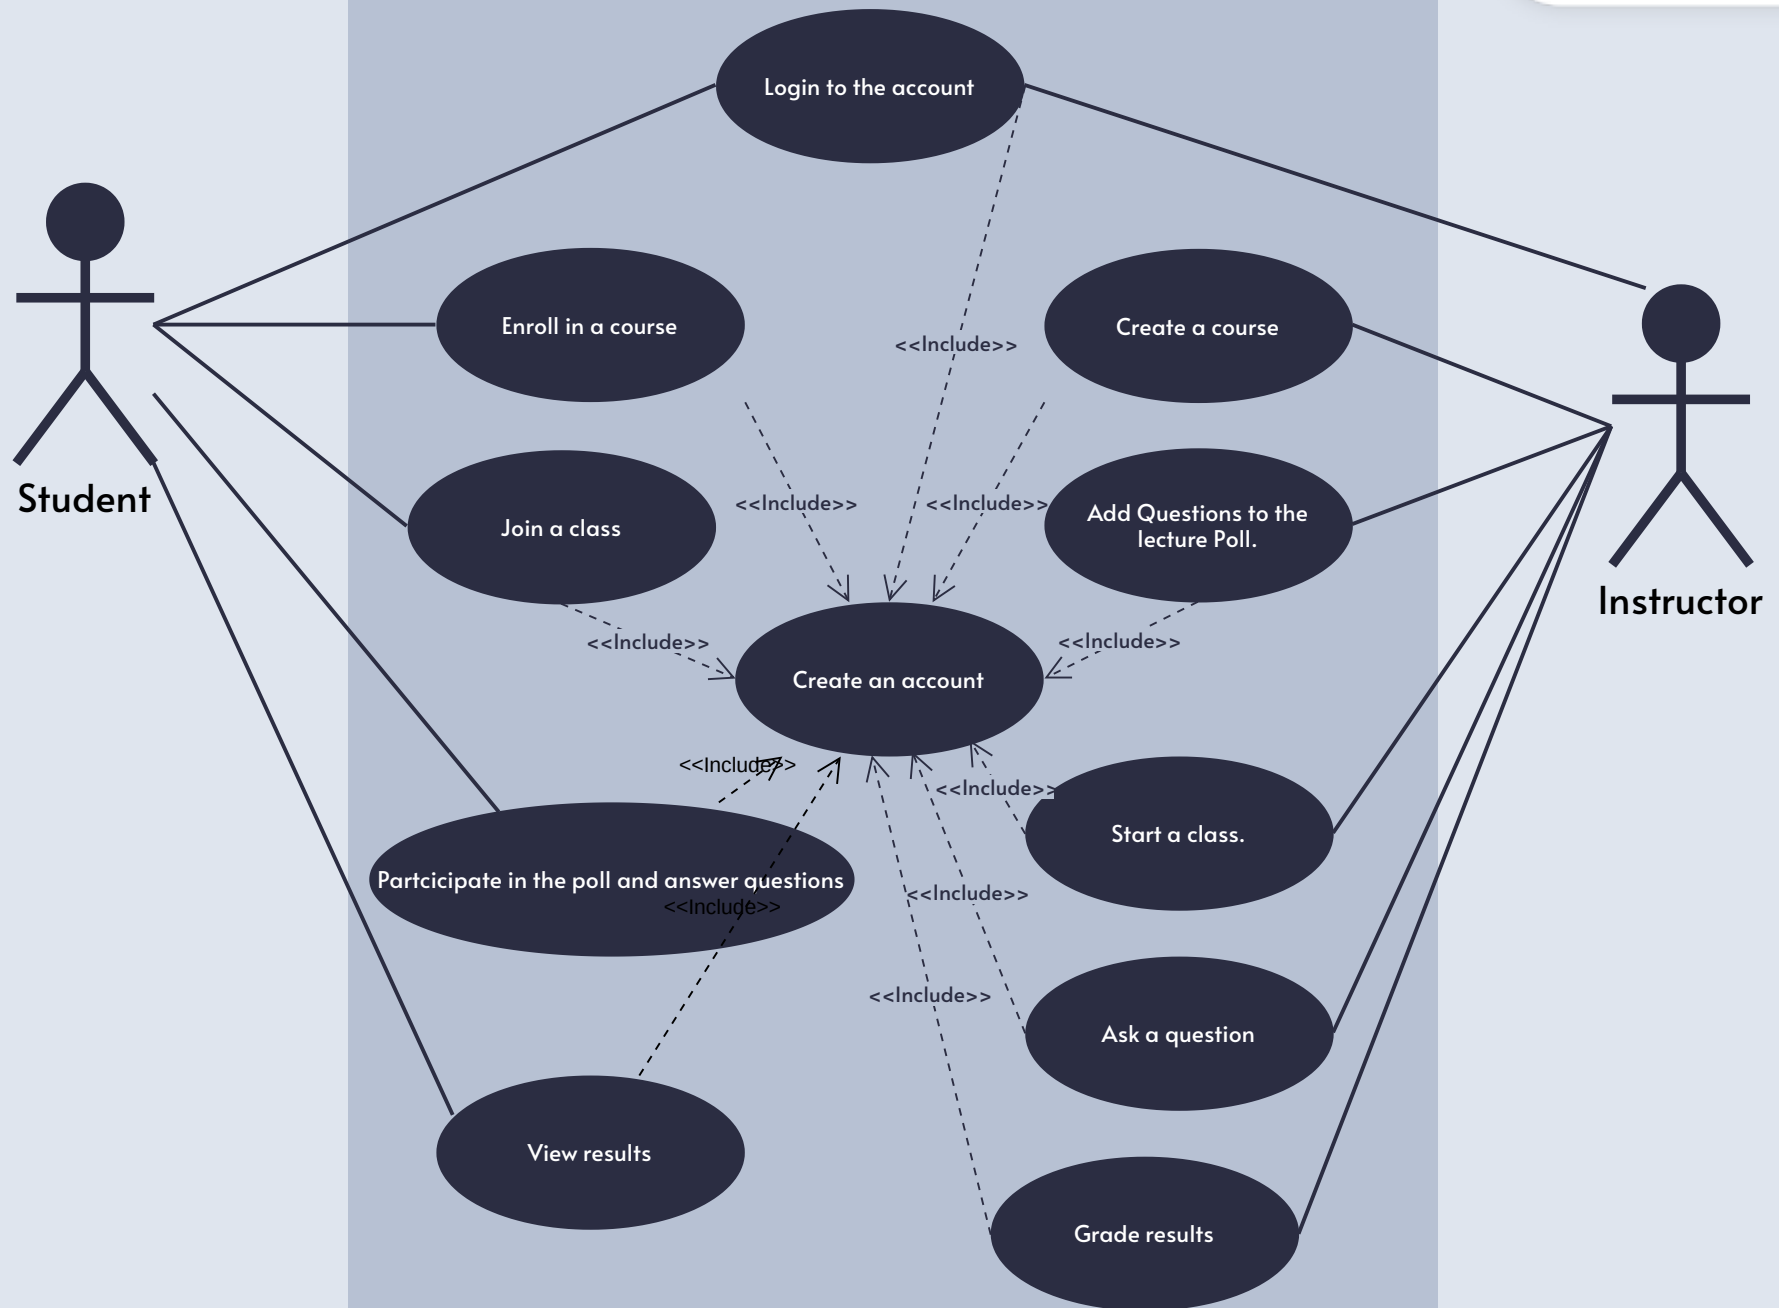 Login to the account
Enroll in a course
<<Include>>
Create a course
Student
Join a class
<<Include>>
<<Include>>
Add Questions to the
lecture Poll.
Instructor
<<Include>>
<<Include>>
Create an account
<<Include>>
<<Include>>
Start a class.
Partcicipate in the poll and answer questions
<<Include>>
<<Include>>
<<Include>>
Ask a question
View results
Grade results